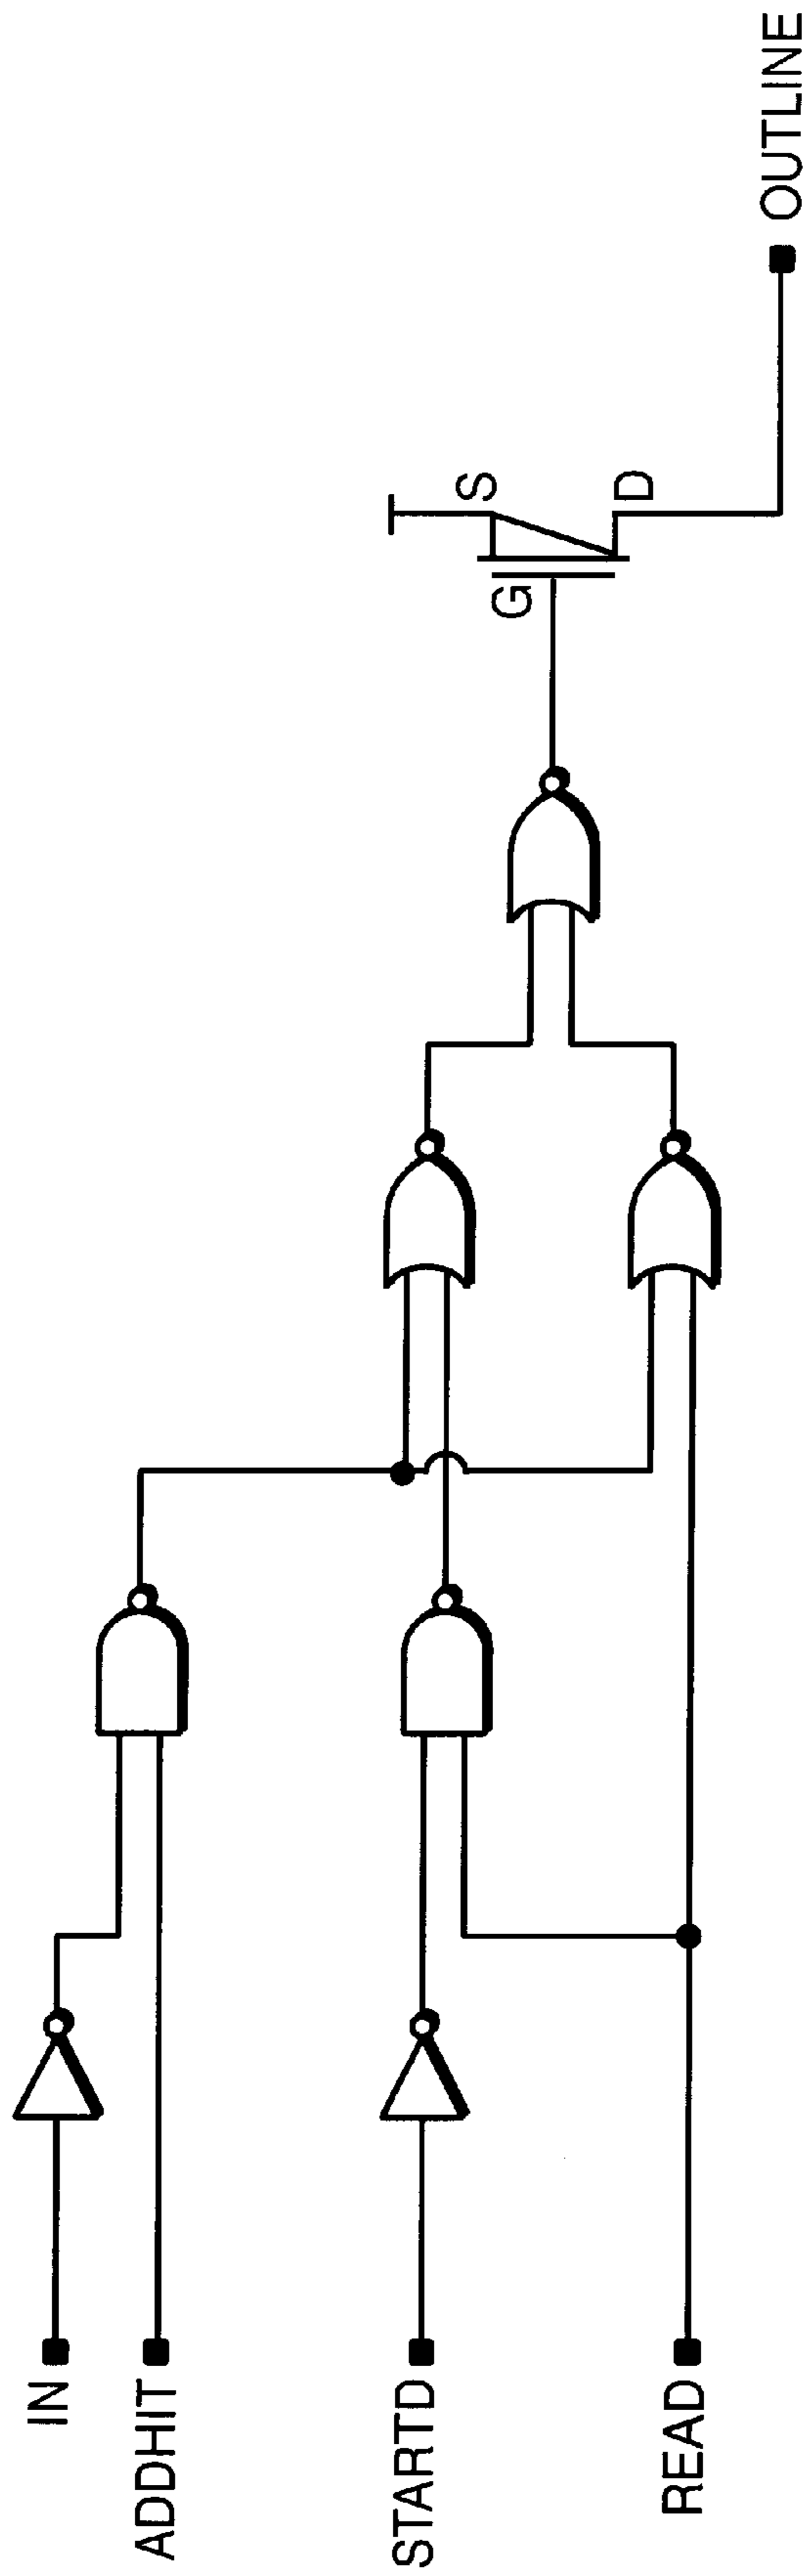 IN
ADDHIT
STARTD
READ
G
S
D
OUTLINE